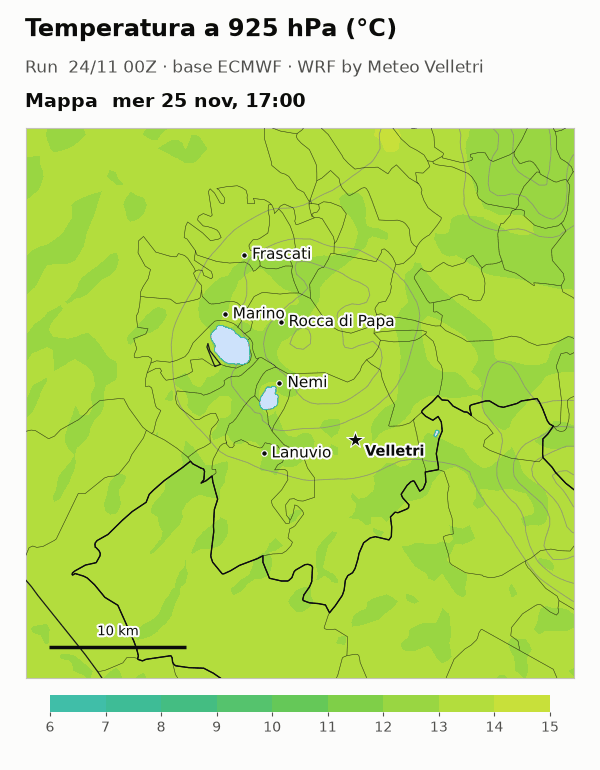 Temperatura a 925 hPa (°C)
Run  24/11 00Z · base ECMWF · WRF by Meteo Velletri
Mappa  mer 25 nov, 17:00
Frascati
Marino
Rocca di Papa
Nemi
Lanuvio
Velletri
10 km
6 7 8 9 10 11 12 13 14 15